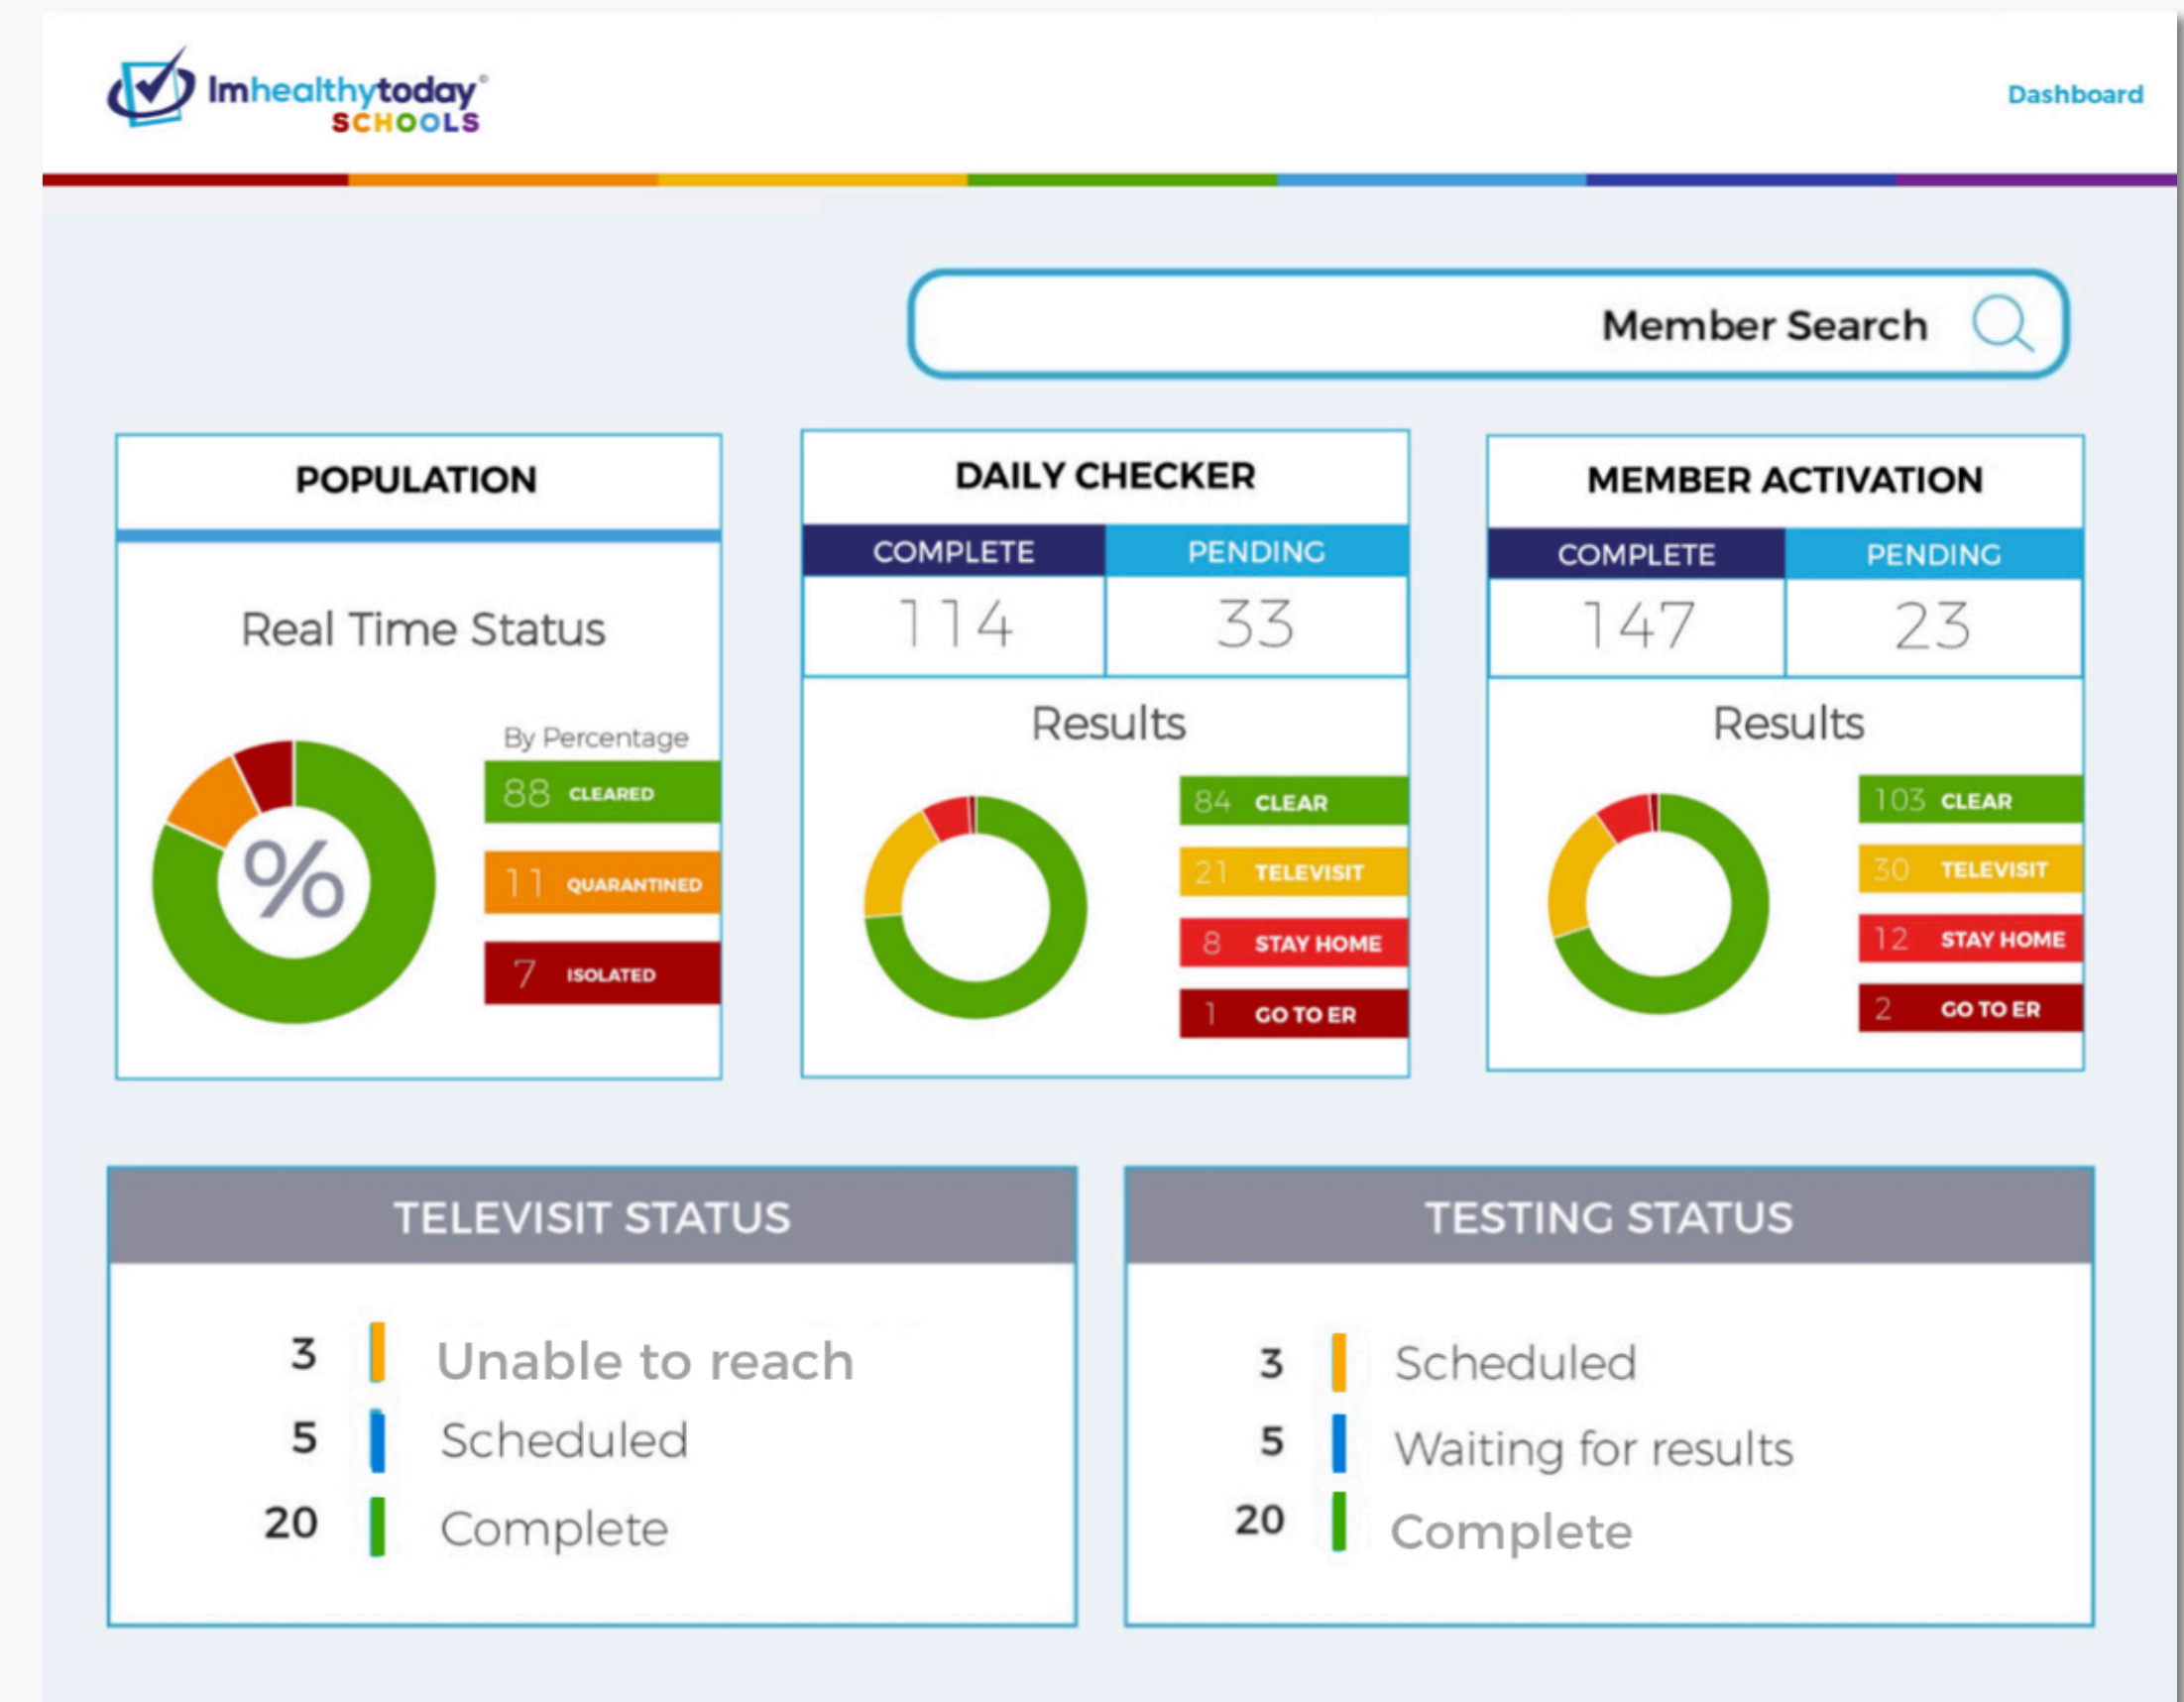 Imhealthytoday©
SCHOOLS
Dashboard
Member Search
POPULATION
Real Time Status
By Percentage
%
88 CLEARED
11 QUARANTINED
7 ISOLATED
DAILY CHECKER
COMPLETE PENDING
114 33
Results
84 CLEAR
21 TELEVISIT
8 STAY HOME
1 GO TO ER
MEMBER ACTIVATION
COMPLETE PENDING
147 23
Results
103 CLEAR
30 TELEVISIT
12 STAY HOME
2 GO TO ER
TELEVISIT STATUS
3 Unable to reach
5 Scheduled
20 Complete
TESTING STATUS
3 Scheduled
5 Waiting for results
20 Complete